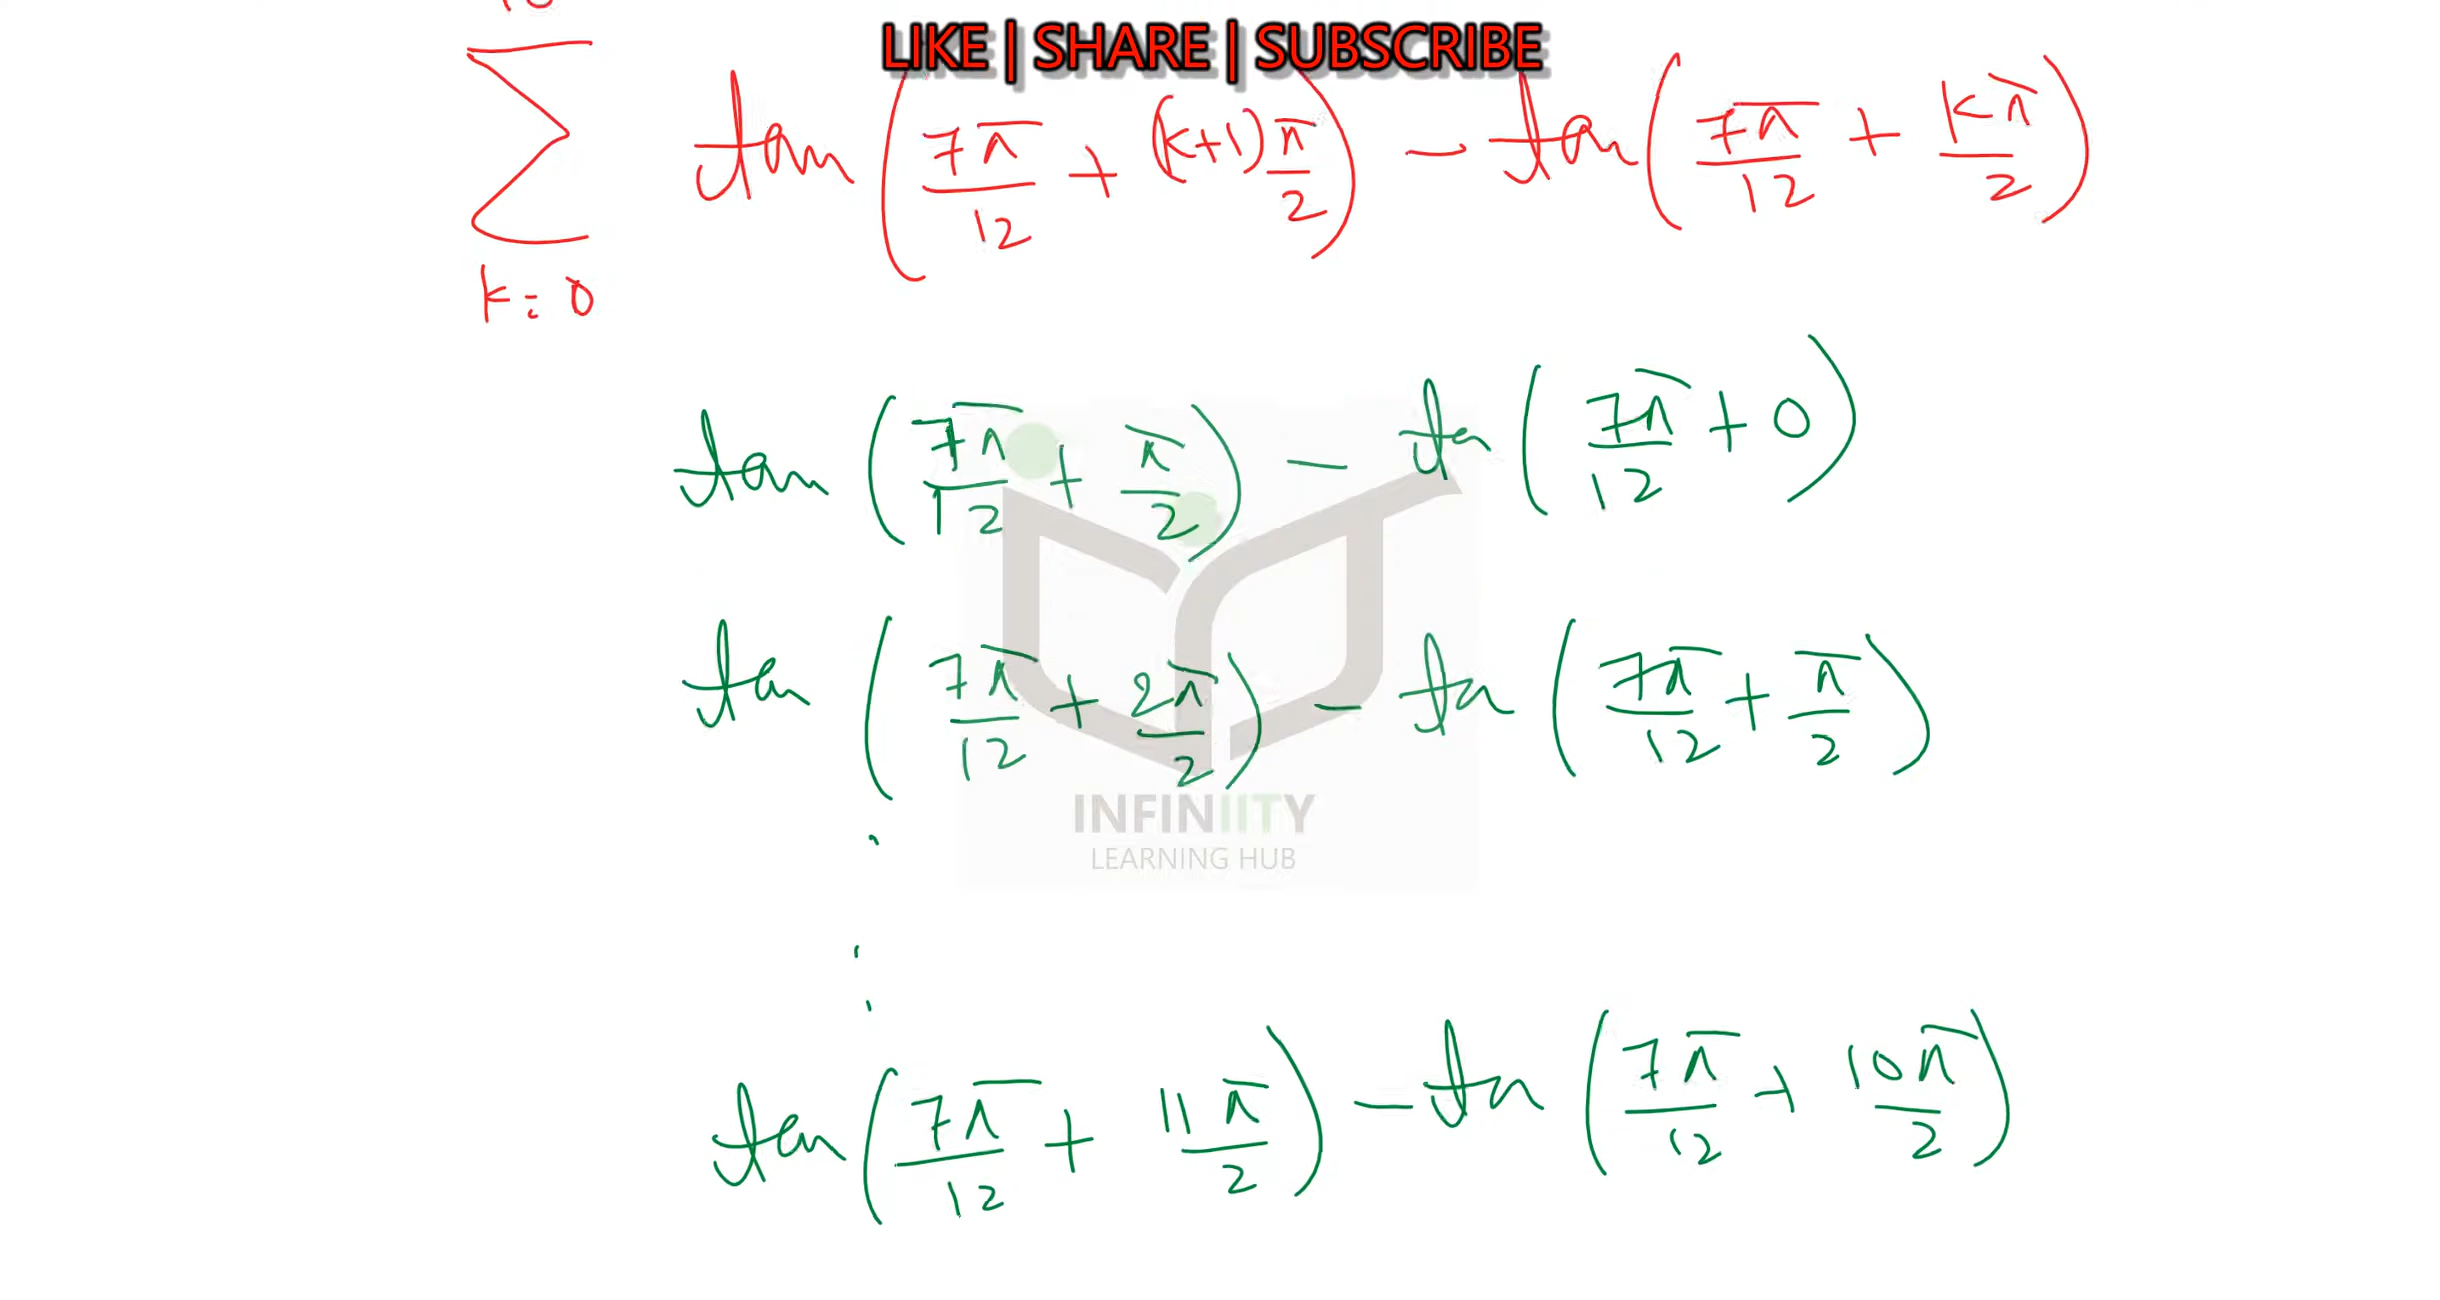 LIKE | SHARE | SUBSCRIBE
10
∑ tan(7π/12 + (k+1)π/2) - tan(7π/12 + kπ/2)
k=0
tan(7π/12 + π/2) - tan(7π/12 + 0)
tan(7π/12 + 2π/2) - tan(7π/12 + π/2)
.
.
.
tan(7π/12 + 11π/2) - tan(7π/12 + 10π/2)
INFINIITY
LEARNING HUB